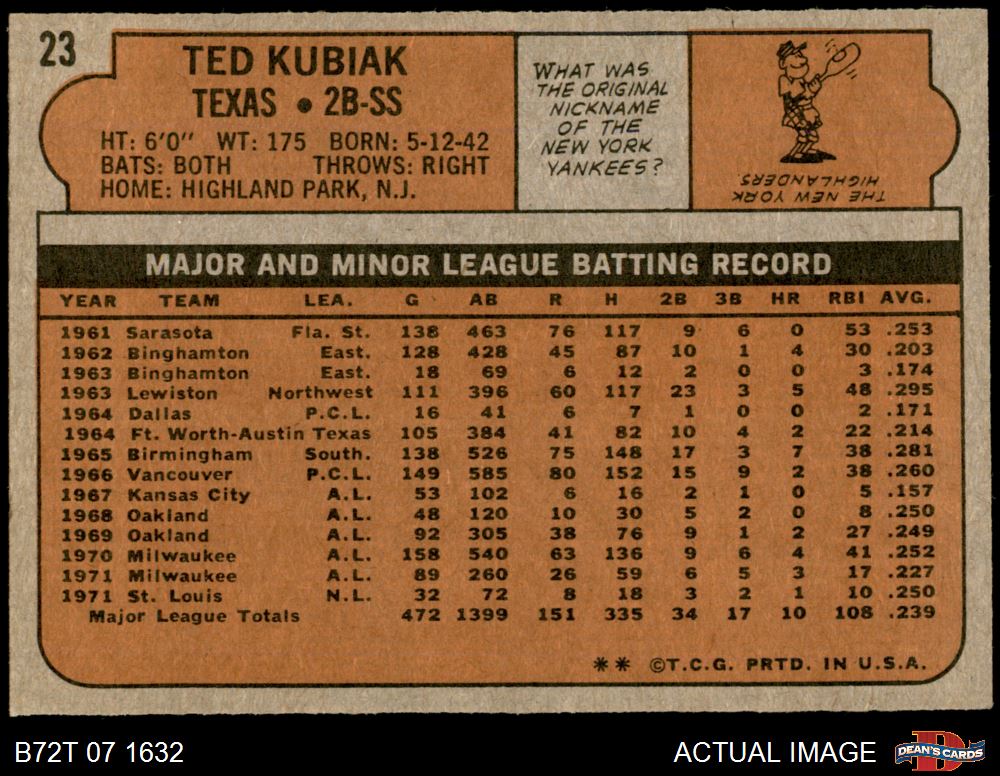 23
TED KUBIAK
TEXAS • 2B-SS
HT: 6'0" WT: 175 BORN: 5-12-42
BATS: BOTH THROWS: RIGHT
HOME: HIGHLAND PARK, N.J.
WHAT WAS
THE ORIGINAL
NICKNAME
OF THE
NEW YORK
YANKEES?
THE NEW YORK
HIGHLANDERS
MAJOR AND MINOR LEAGUE BATTING RECORD
YEAR TEAM LEA. G AB R H 2B 3B HR RBI AVG.
1961 Sarasota Fla. St. 138 463 76 117 9 6 0 53 .253
1962 Binghamton East. 128 428 45 87 10 1 4 30 .203
1963 Binghamton East. 18 69 6 12 2 0 0 3 .174
1963 Lewiston Northwest 111 396 60 117 23 3 5 48 .295
1964 Dallas P.C.L. 16 41 6 7 1 0 0 2 .171
1964 Ft. Worth-Austin Texas 105 384 41 82 10 4 2 22 .214
1965 Birmingham South. 138 526 75 148 17 3 7 38 .281
1966 Vancouver P.C.L. 149 585 80 152 15 9 2 38 .260
1967 Kansas City A.L. 53 102 6 16 2 1 0 5 .157
1968 Oakland A.L. 48 120 10 30 5 2 0 8 .250
1969 Oakland A.L. 92 305 38 76 9 1 2 27 .249
1970 Milwaukee A.L. 158 540 63 136 9 6 4 41 .252
1971 Milwaukee A.L. 89 260 26 59 6 5 3 17 .227
1971 St. Louis N.L. 32 72 8 18 3 2 1 10 .250
Major League Totals 472 1399 151 335 34 17 10 108 .239
** ©T.C.G. PRTD. IN U.S.A.
B72T 07 1632
ACTUAL IMAGE
DEAN'S CARDS